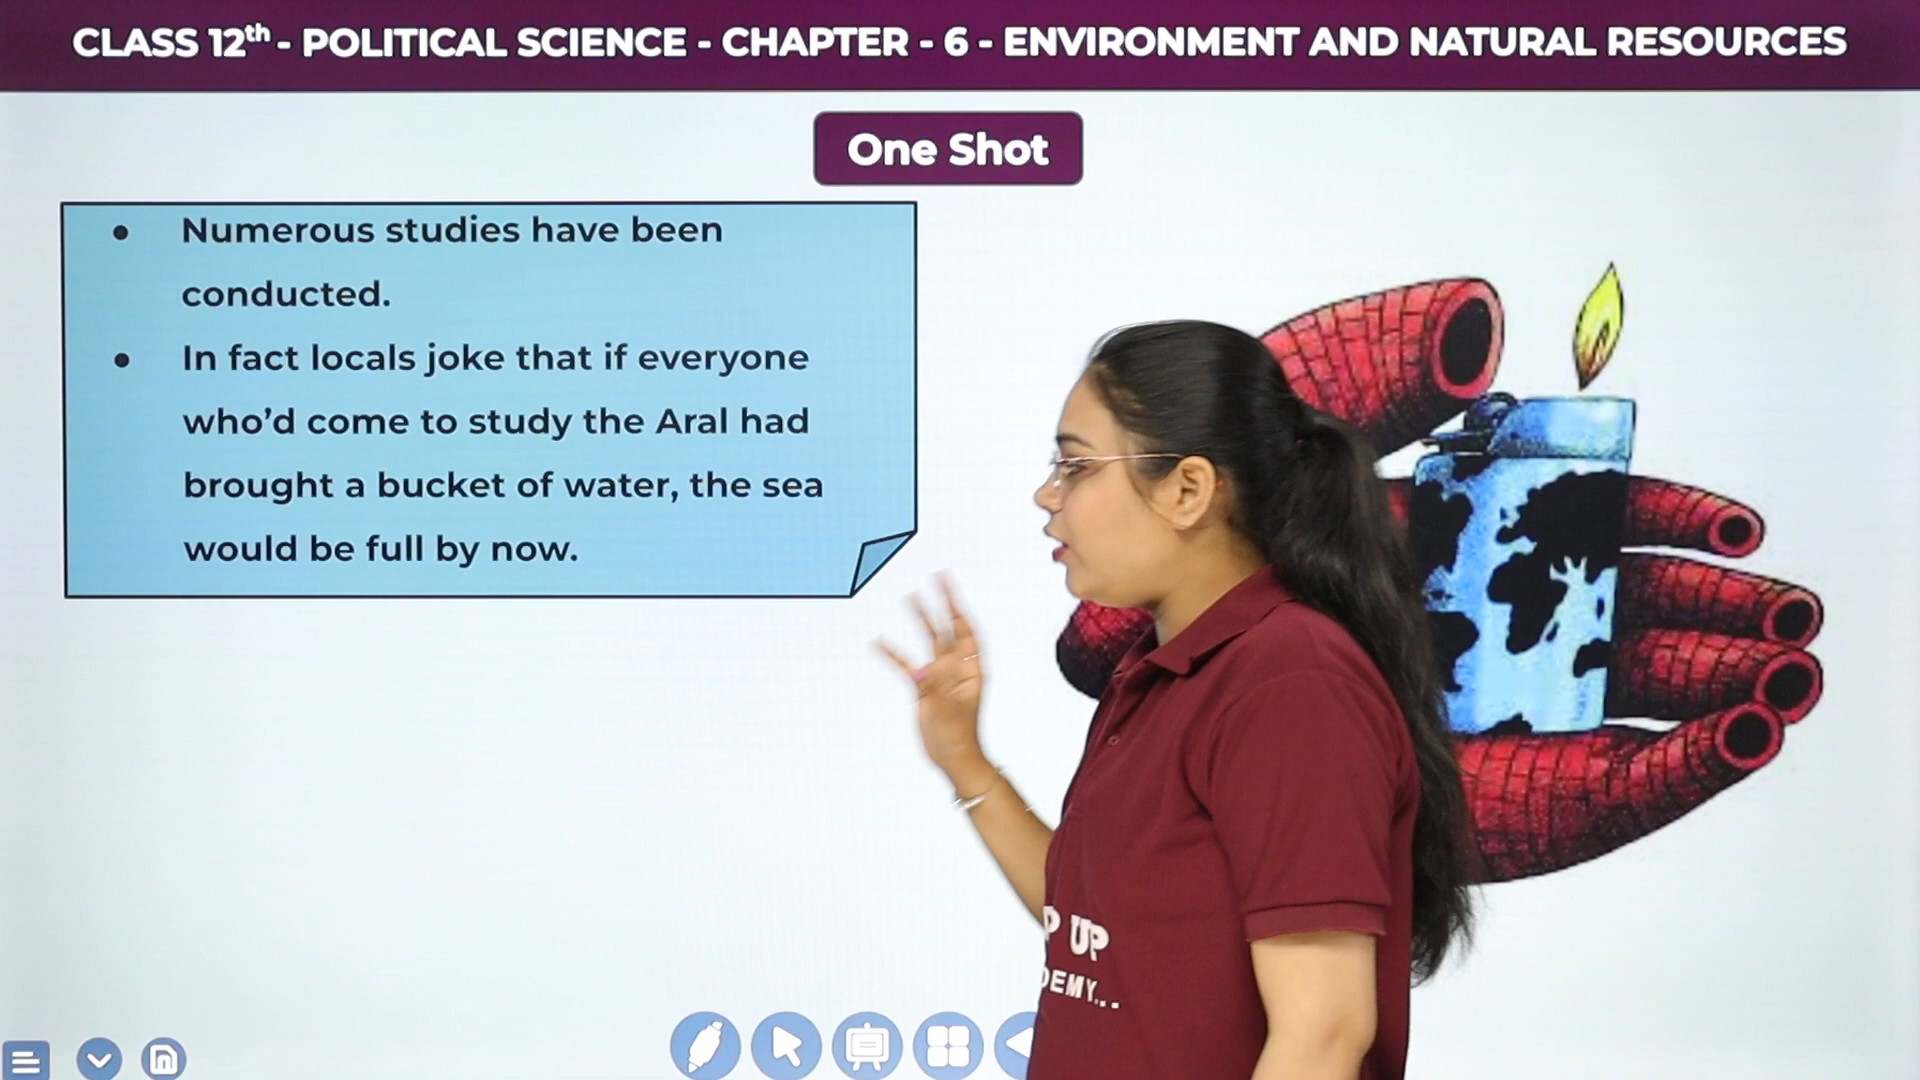 CLASS 12th - POLITICAL SCIENCE - CHAPTER - 6 - ENVIRONMENT AND NATURAL RESOURCES
One Shot
• Numerous studies have been
conducted.
• In fact locals joke that if everyone
who’d come to study the Aral had
brought a bucket of water, the sea
would be full by now.
P UP
DEMY...